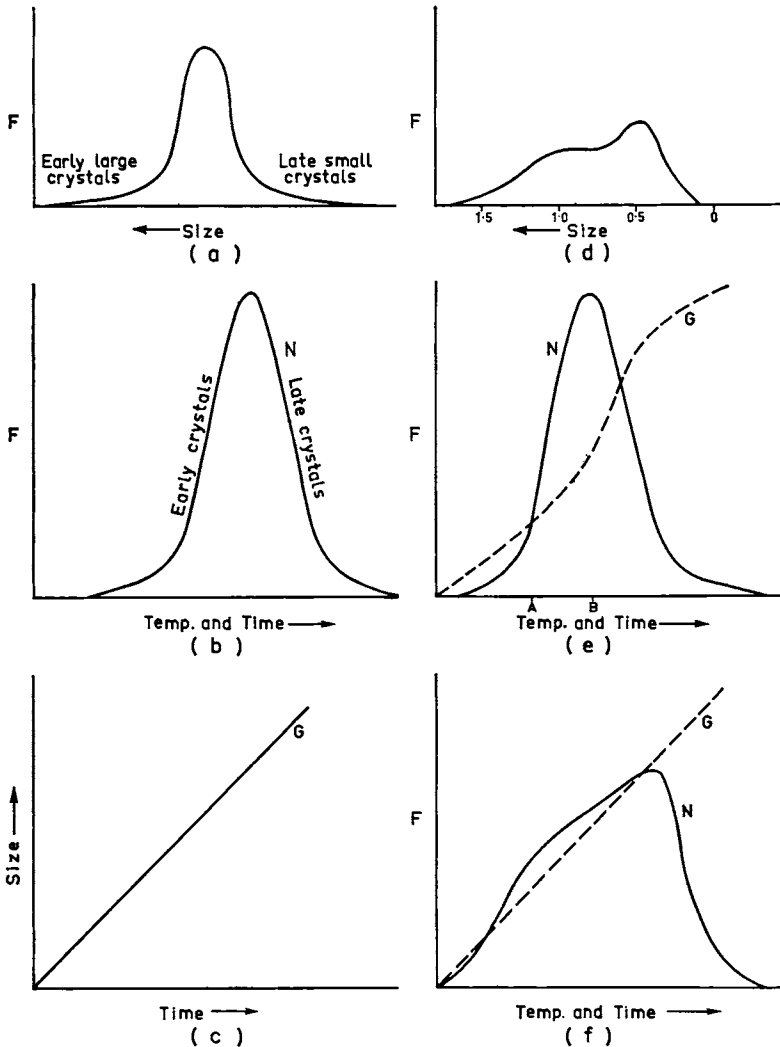 F
Early large
crystals
Late small
crystals
Size
( a )
F
1·5
1·0
0·5
0
Size
( d )
F
Early crystals
N
Late crystals
Temp. and Time
( b )
F
N
G
A
B
Temp. and Time
( e )
Size
G
Time
( c )
F
G
N
Temp. and Time
( f )